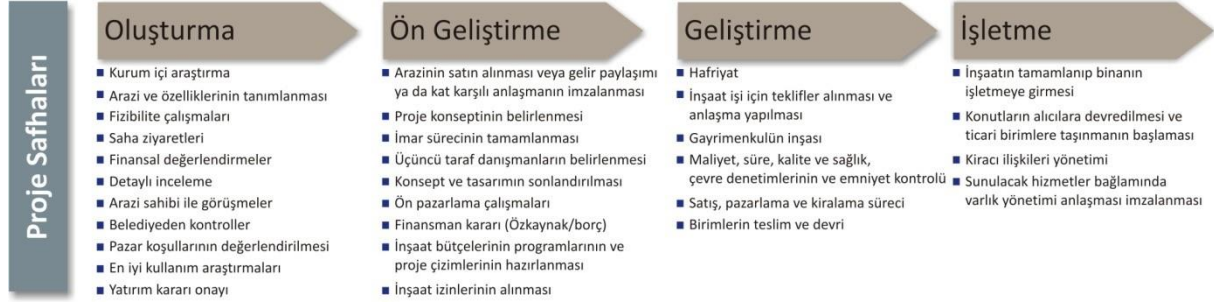 Proje Safhaları
Oluşturma
Kurum içi araştırma
Arazi ve özelliklerinin tanımlanması
Fizibilite çalışmaları
Saha ziyaretleri
Finansal değerlendirmeler
Detaylı inceleme
Arazi sahibi ile görüşmeler
Belediyeden kontroller
Pazar koşullarının değerlendirilmesi
En iyi kullanım araştırmaları
Yatırım kararı onayı
Ön Geliştirme
Arazinin satın alınması veya gelir paylaşımı
ya da kat karşılı anlaşmanın imzalanması
Proje konseptinin belirlenmesi
İmar sürecinin tamamlanması
Üçüncü taraf danışmanların belirlenmesi
Konsept ve tasarımın sonlandırılması
Ön pazarlama çalışmaları
Finansman kararı (Özkaynak/borç)
İnşaat bütçelerinin programlarının ve
proje çizimlerinin hazırlanması
İnşaat izinlerinin alınması
Geliştirme
Hafriyat
İnşaat işi için teklifler alınması ve
anlaşma yapılması
Gayrimenkulün inşası
Maliyet, süre, kalite ve sağlık,
çevre denetimlerinin ve emniyet kontrolü
Satış, pazarlama ve kiralama süreci
Birimlerin teslim ve devri
İşletme
İnşaatın tamamlanıp binanın
işletmeye girmesi
Konutların alıcılara devredilmesi ve
ticari birimlere taşınmanın başlaması
Kiracı ilişkileri yönetimi
Sunulacak hizmetler bağlamında
varlık yönetimi anlaşması imzalanması